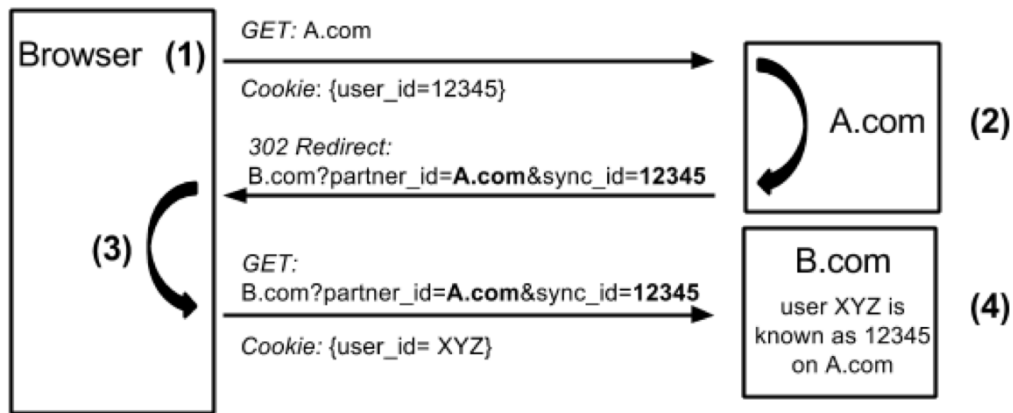 Browser (1)
GET: A.com
Cookie: {user_id=12345}
A.com
(2)
302 Redirect:
B.com?partner_id=A.com&sync_id=12345
(3)
GET:
B.com?partner_id=A.com&sync_id=12345
Cookie: {user_id= XYZ}
B.com
user XYZ is
known as 12345
on A.com
(4)